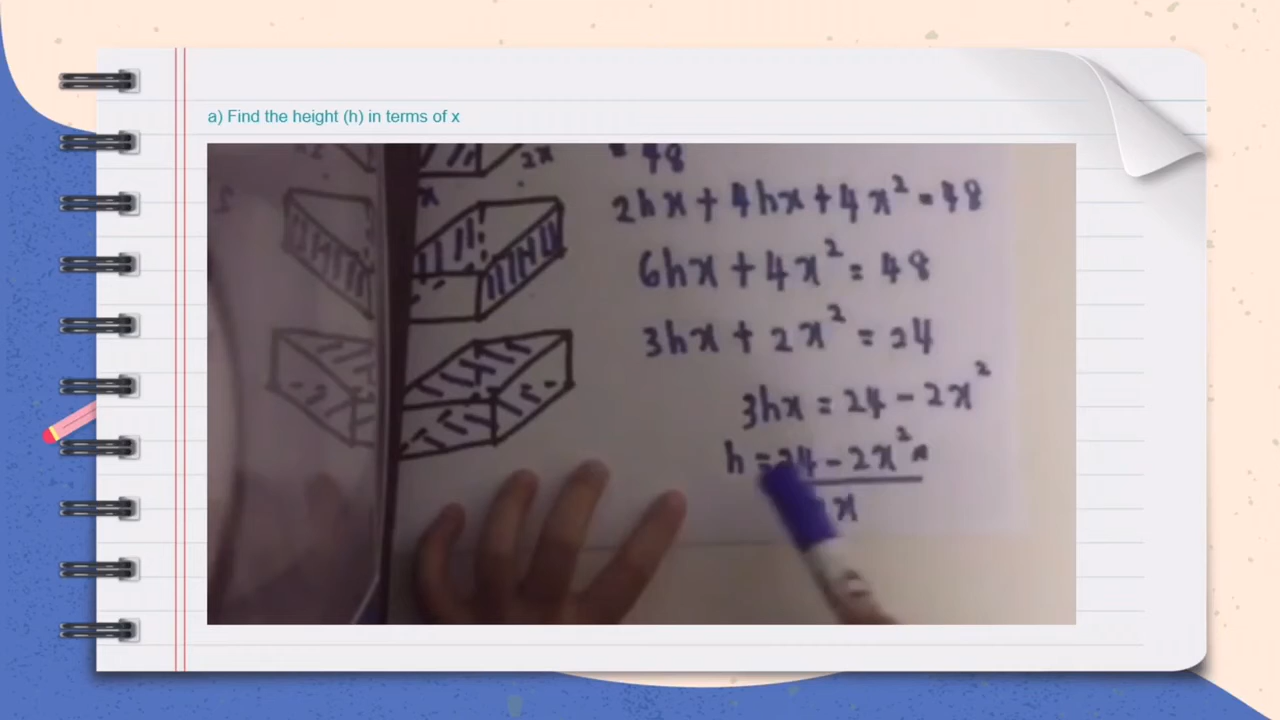 a) Find the height (h) in terms of x
2x
x
= 48
2hx + 4hx + 4x² = 48
6hx + 4x² = 48
3hx + 2x² = 24
3hx = 24 - 2x²
h = 24 - 2x²
x